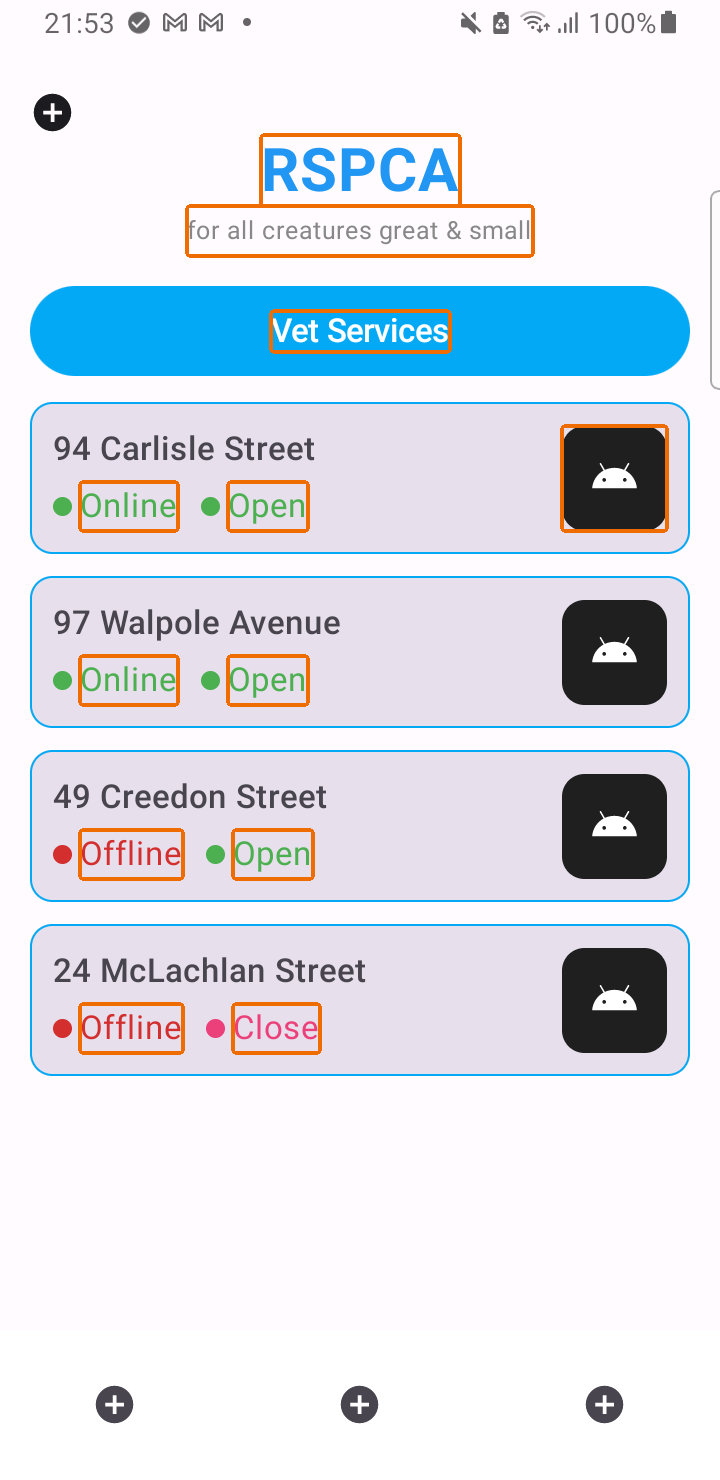 21:53 100%
RSPCA
for all creatures great & small
Vet Services
94 Carlisle Street
Online Open
97 Walpole Avenue
Online Open
49 Creedon Street
Offline Open
24 McLachlan Street
Offline Close